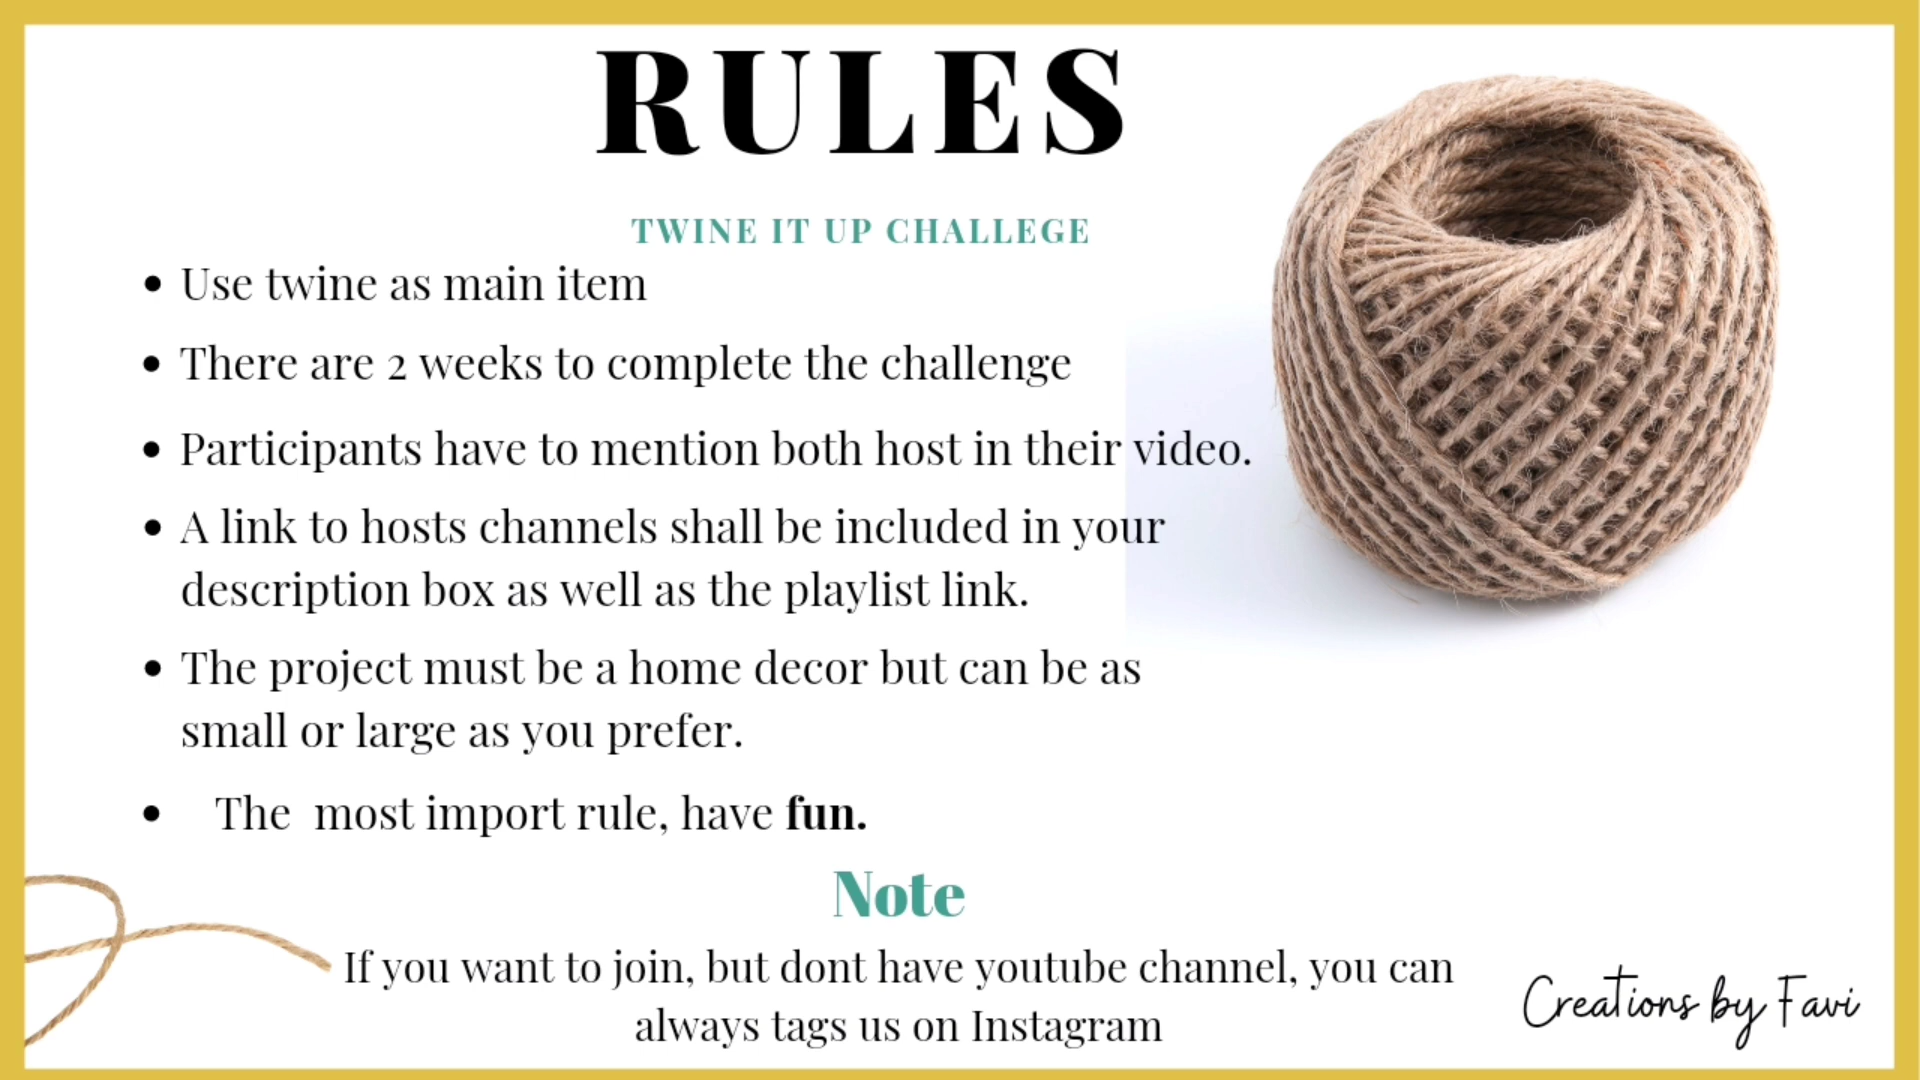 RULES
TWINE IT UP CHALLEGE
• Use twine as main item
• There are 2 weeks to complete the challenge
• Participants have to mention both host in their video.
• A link to hosts channels shall be included in your
description box as well as the playlist link.
• The project must be a home decor but can be as
small or large as you prefer.
• The most import rule, have fun.
Note
If you want to join, but dont have youtube channel, you can
always tags us on Instagram
Creations by Favi